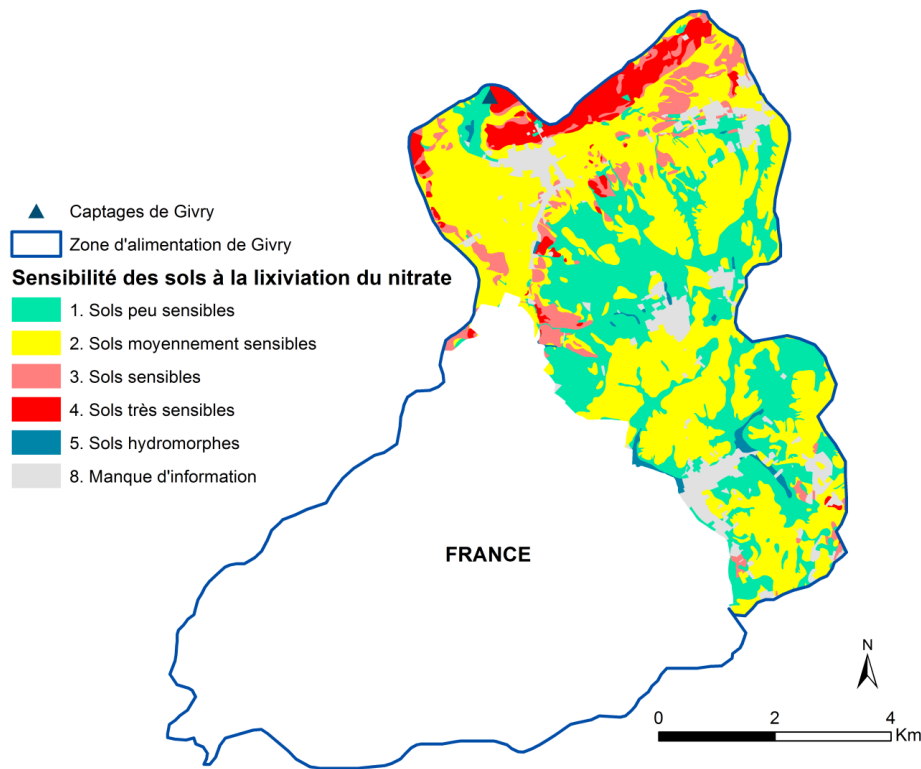 Captages de Givry
Zone d'alimentation de Givry
Sensibilité des sols à la lixiviation du nitrate
1. Sols peu sensibles
2. Sols moyennement sensibles
3. Sols sensibles
4. Sols très sensibles
5. Sols hydromorphes
8. Manque d'information
FRANCE
N
0 2 4
Km